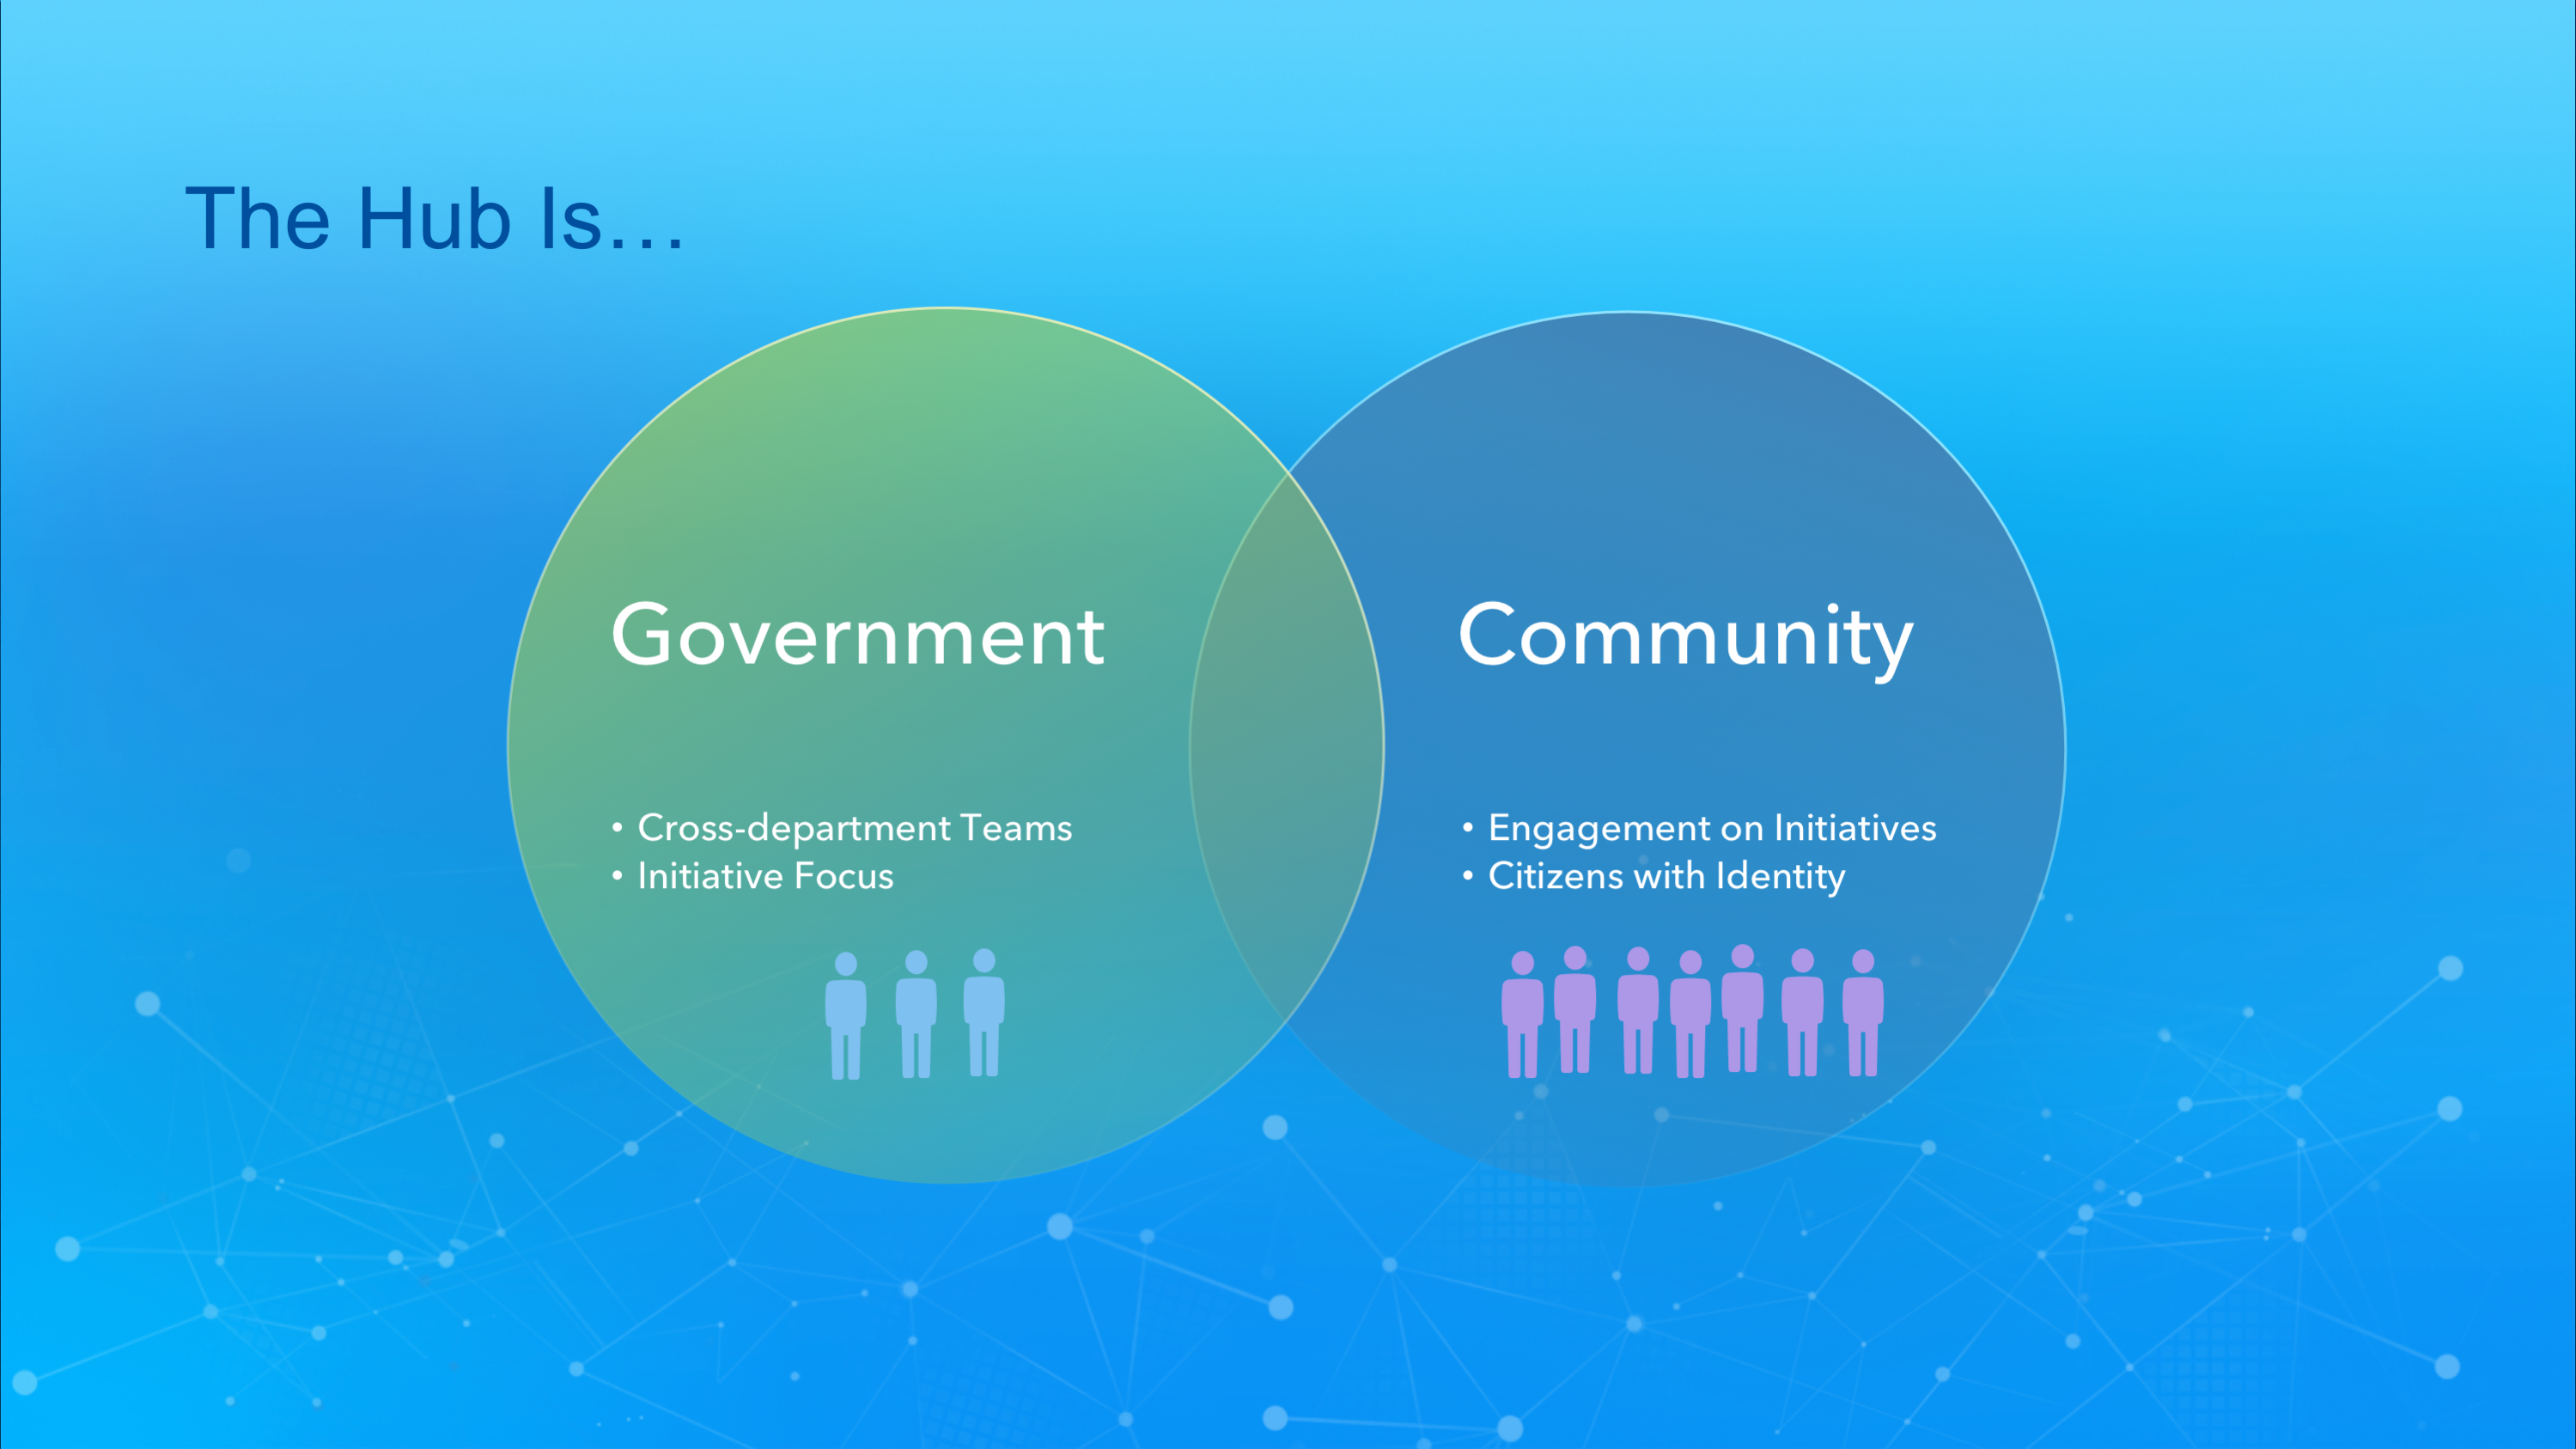 The Hub Is…
Government
• Cross-department Teams
• Initiative Focus
Community
• Engagement on Initiatives
• Citizens with Identity